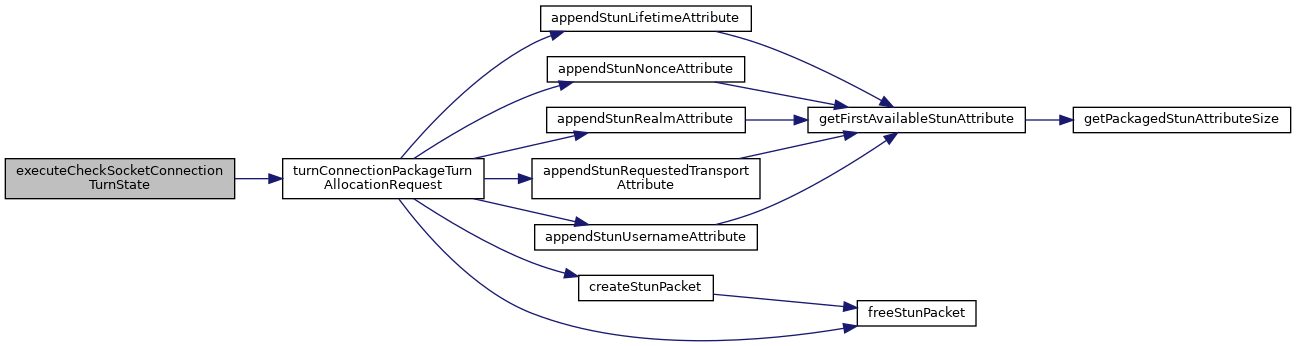 executeCheckSocketConnection
TurnState
turnConnectionPackageTurn
AllocationRequest
appendStunLifetimeAttribute
appendStunNonceAttribute
appendStunRealmAttribute
appendStunRequestedTransport
Attribute
appendStunUsernameAttribute
createStunPacket
getFirstAvailableStunAttribute
freeStunPacket
getPackagedStunAttributeSize